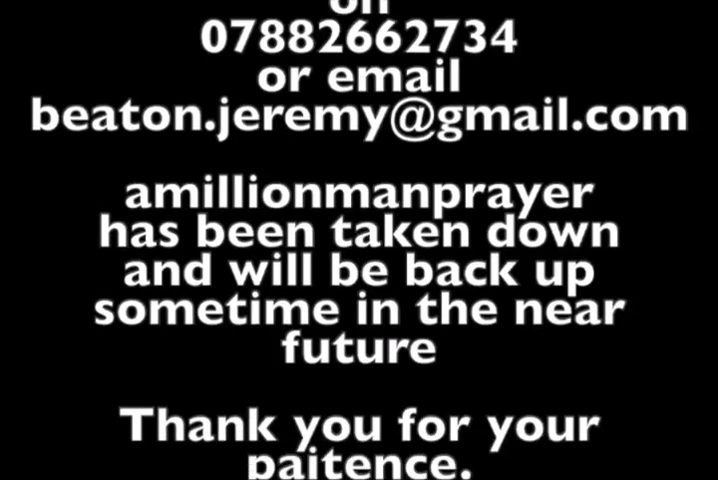 on
07882662734
or email
beaton.jeremy@gmail.com
amillionmanprayer
has been taken down
and will be back up
sometime in the near
future
Thank you for your
paitence.